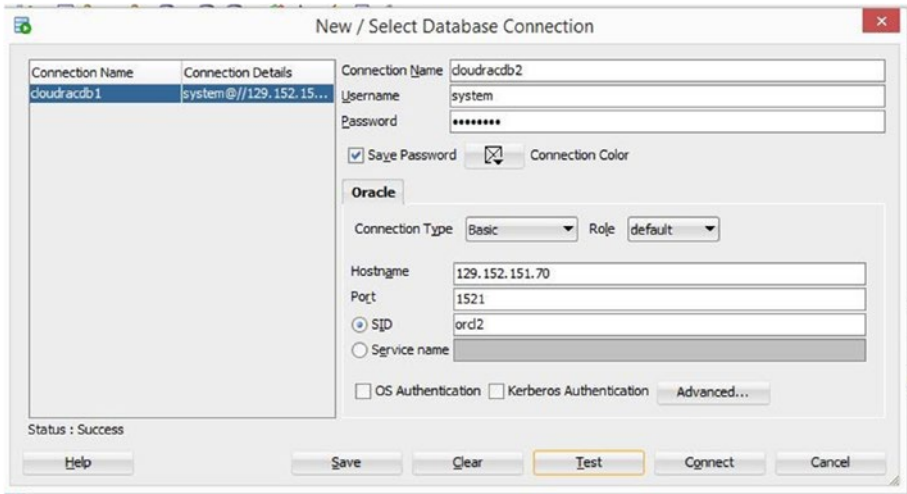 New / Select Database Connection
Connection Name Connection Details
cloudracdb1 system@//129.152.15...
Connection Name cloudracdb2
Username system
Password ••••••••
Save Password Connection Color
Oracle
Connection Type Basic Role default
Hostname 129.152.151.70
Port 1521
SID orcl2
Service name
OS Authentication Kerberos Authentication Advanced...
Status : Success
Help Save Clear Test Connect Cancel